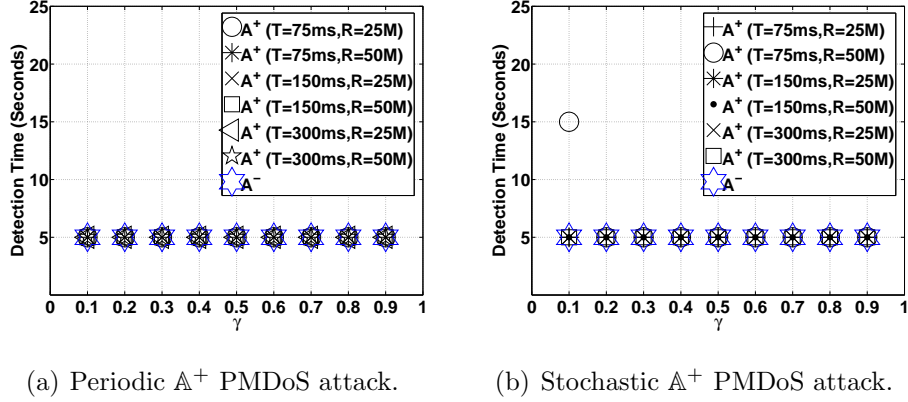 25
20
15
10
5
0
0.1 0.2 0.3 0.4 0.5 0.6 0.7 0.8 0.9 1
γ
Detection Time (Seconds)
A+ (T=75ms,R=25M)
A+ (T=75ms,R=50M)
A+ (T=150ms,R=25M)
A+ (T=150ms,R=50M)
A+ (T=300ms,R=25M)
A+ (T=300ms,R=50M)
A−
(a) Periodic 𝔸+ PMDoS attack.
25
20
15
10
5
0
0.1 0.2 0.3 0.4 0.5 0.6 0.7 0.8 0.9 1
γ
Detection Time (Seconds)
A+ (T=75ms,R=25M)
A+ (T=75ms,R=50M)
A+ (T=150ms,R=25M)
A+ (T=150ms,R=50M)
A+ (T=300ms,R=25M)
A+ (T=300ms,R=50M)
A−
(b) Stochastic 𝔸+ PMDoS attack.